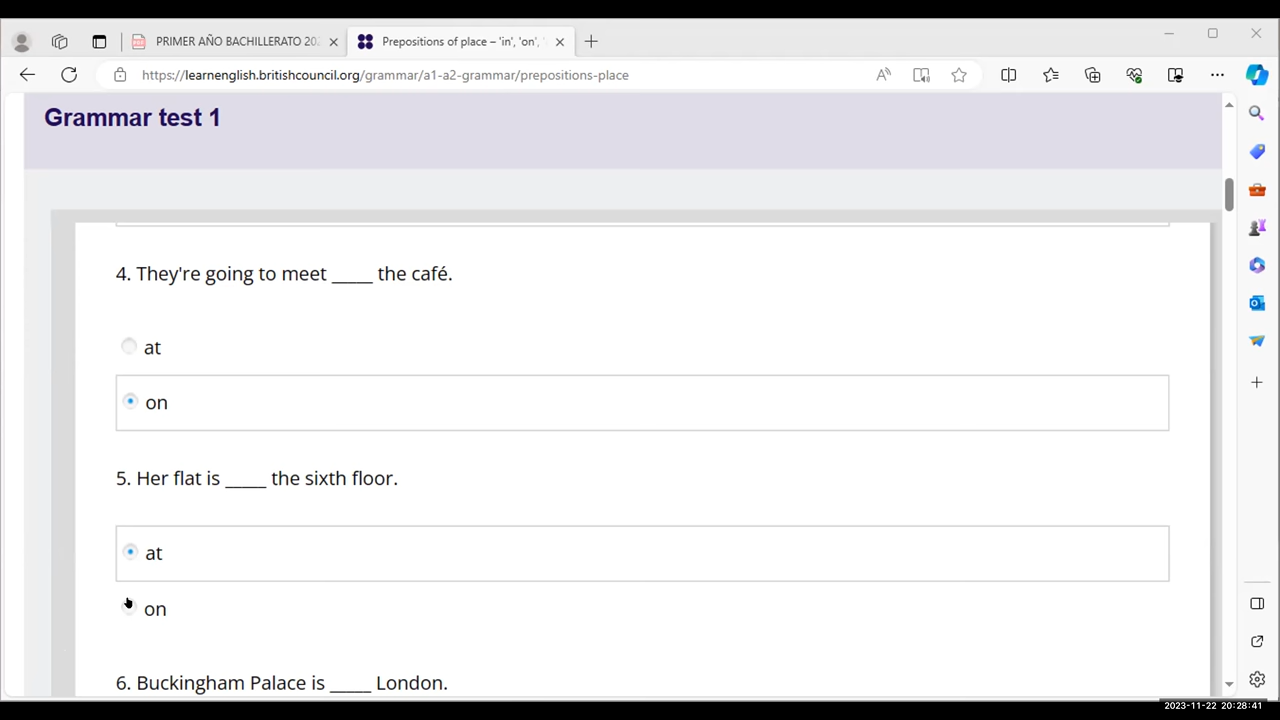 PRIMER AÑO BACHILLERATO 202
Prepositions of place – 'in', 'on', '
https://learnenglish.britishcouncil.org/grammar/a1-a2-grammar/prepositions-place
Grammar test 1
4. They're going to meet _____ the café.
at
on
5. Her flat is _____ the sixth floor.
at
on
6. Buckingham Palace is _____ London.
2023-11-22 20:28:41